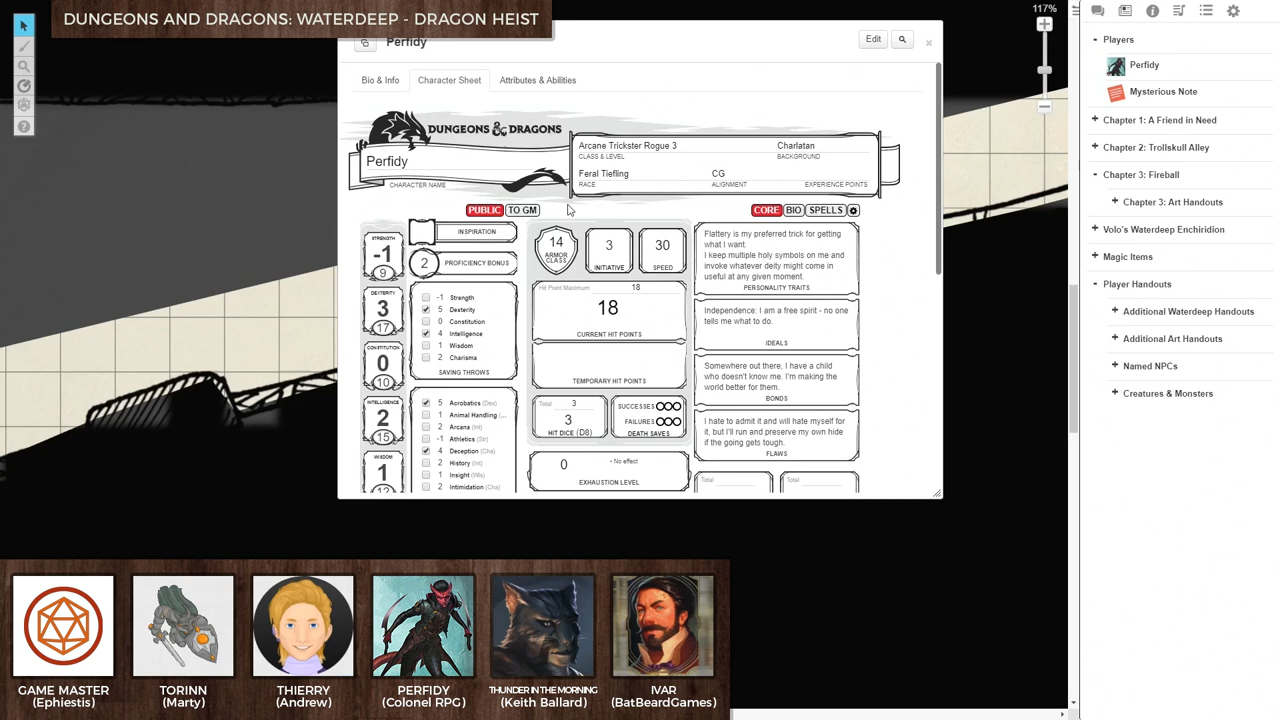 DUNGEONS AND DRAGONS: WATERDEEP - DRAGON HEIST
117%
Perfidy
Edit
Bio & Info
Character Sheet
Attributes & Abilities
DUNGEONS & DRAGONS
Perfidy
CHARACTER NAME
Arcane Trickster Rogue 3
Charlatan
CLASS & LEVEL
BACKGROUND
Feral Tiefling
CG
RACE
ALIGNMENT
EXPERIENCE POINTS
PUBLIC TO GM
CORE BIO SPELLS
STRENGTH
-1
9
DEXTERITY
3
17
CONSTITUTION
0
10
INTELLIGENCE
2
15
WISDOM
1
12
INSPIRATION
2 PROFICIENCY BONUS
-1 Strength
5 Dexterity
0 Constitution
4 Intelligence
1 Wisdom
2 Charisma
SAVING THROWS
5 Acrobatics (Dex)
1 Animal Handling (...
2 Arcana (Int)
-1 Athletics (Str)
4 Deception (Cha)
2 History (Int)
1 Insight (Wis)
2 Intimidation (Cha)
14
ARMOR
CLASS
3
INITIATIVE
30
SPEED
Hit Point Maximum 18
18
CURRENT HIT POINTS
TEMPORARY HIT POINTS
Total 3
3
HIT DICE (D8)
SUCCESSES
FAILURES
DEATH SAVES
0
- No effect
EXHAUSTION LEVEL
Flattery is my preferred trick for getting
what I want.
I keep multiple holy symbols on me and
invoke whatever deity might come in
useful at any given moment.
PERSONALITY TRAITS
Independence: I am a free spirit - no one
tells me what to do.
IDEALS
Somewhere out there, I have a child
who doesn't know me. I'm making the
world better for them.
BONDS
I hate to admit it and will hate myself for
it, but I'll run and preserve my own hide
if the going gets tough.
FLAWS
Total
Total
Players
Perfidy
Mysterious Note
Chapter 1: A Friend in Need
Chapter 2: Trollskull Alley
Chapter 3: Fireball
Chapter 3: Art Handouts
Volo's Waterdeep Enchiridion
Magic Items
Player Handouts
Additional Waterdeep Handouts
Additional Art Handouts
Named NPCs
Creatures & Monsters
GAME MASTER
(Ephiestis)
TORINN
(Marty)
THIERRY
(Andrew)
PERFIDY
(Colonel RPG)
THUNDER IN THE MORNING
(Keith Ballard)
IVAR
(BatBeardGames)